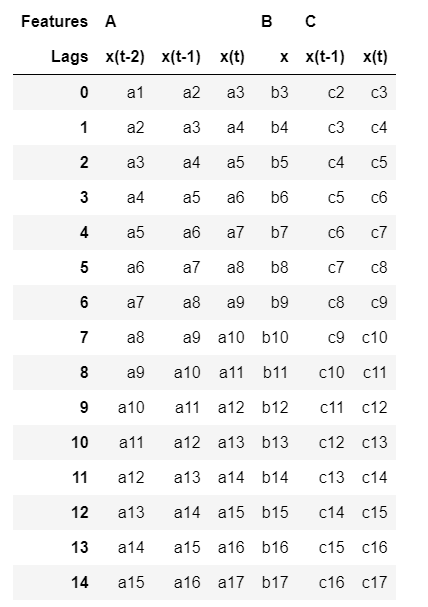 Features A B C
Lags x(t-2) x(t-1) x(t) x x(t-1) x(t)
0 a1 a2 a3 b3 c2 c3
1 a2 a3 a4 b4 c3 c4
2 a3 a4 a5 b5 c4 c5
3 a4 a5 a6 b6 c5 c6
4 a5 a6 a7 b7 c6 c7
5 a6 a7 a8 b8 c7 c8
6 a7 a8 a9 b9 c8 c9
7 a8 a9 a10 b10 c9 c10
8 a9 a10 a11 b11 c10 c11
9 a10 a11 a12 b12 c11 c12
10 a11 a12 a13 b13 c12 c13
11 a12 a13 a14 b14 c13 c14
12 a13 a14 a15 b15 c14 c15
13 a14 a15 a16 b16 c15 c16
14 a15 a16 a17 b17 c16 c17